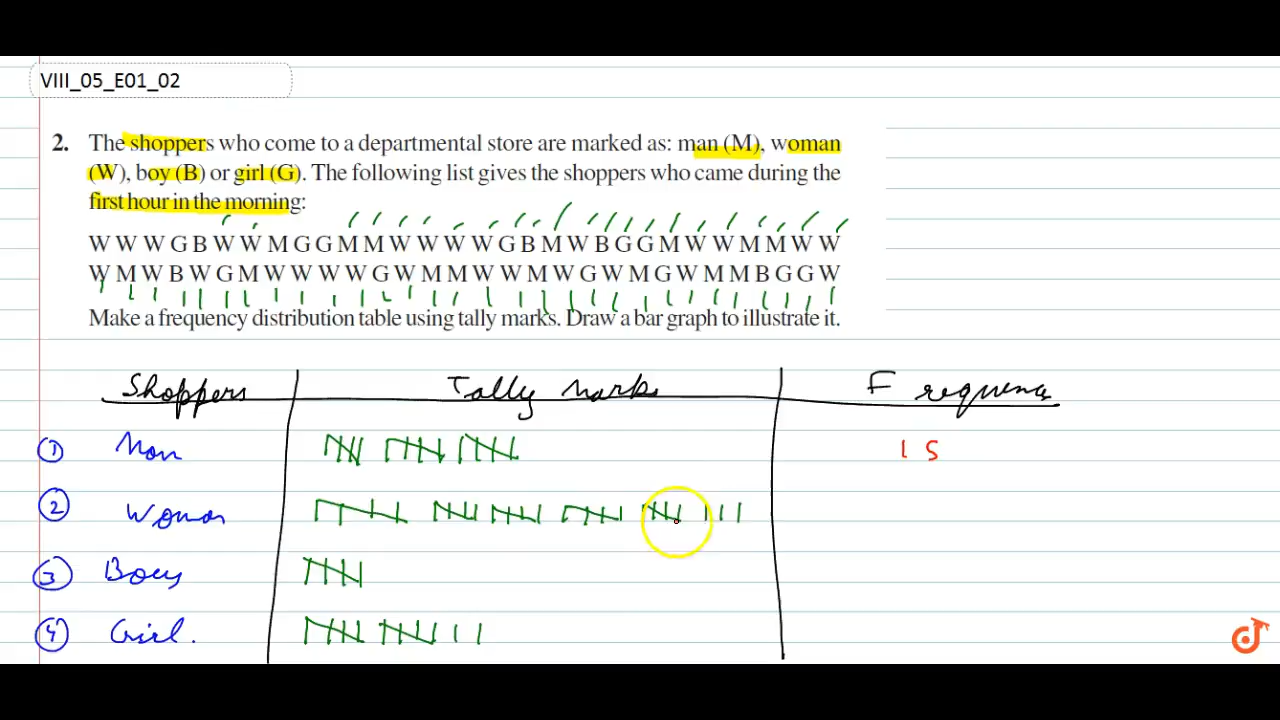 VIII_05_E01_02
2. The shoppers who come to a departmental store are marked as: man (M), woman
(W), boy (B) or girl (G). The following list gives the shoppers who came during the
first hour in the morning:
W W W G B W W M G G M M W W W W G B M W B G G M W W M M W W
W M W B W G M W W W W G W M M W W M W G W M G W M M B G G W
Make a frequency distribution table using tally marks. Draw a bar graph to illustrate it.
Shoppers Tally Marks Frequence
1 Man 15
2 Woman
3 Boys
4 Girl.